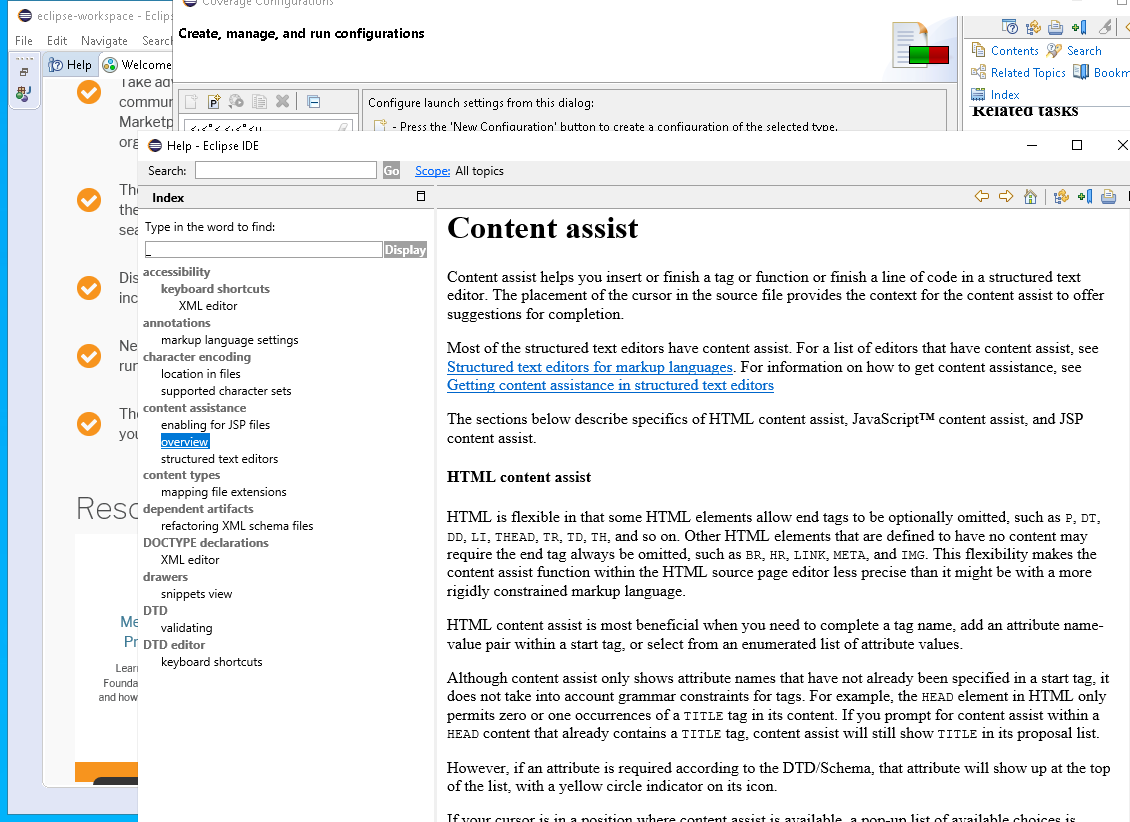 eclipse-workspace - Eclips
Coverage Configurations
File Edit Navigate Search
Create, manage, and run configurations
Help
Welcome
Contents Search
Related Topics Bookm
Index
Related tasks
Configure launch settings from this dialog:
- Press the 'New Configuration' button to create a configuration of the selected type.
Take adv
commun
Marketp
orga
The
the
sea
Dis
inc
Ne
run
The
you
Reso
Me
Pr
Learn
Founda
and how
Help - Eclipse IDE
Search:
Go
Scope: All topics
Index
Type in the word to find:
Display
accessibility
keyboard shortcuts
XML editor
annotations
markup language settings
character encoding
location in files
supported character sets
content assistance
enabling for JSP files
overview
structured text editors
content types
mapping file extensions
dependent artifacts
refactoring XML schema files
DOCTYPE declarations
XML editor
drawers
snippets view
DTD
validating
DTD editor
keyboard shortcuts
Content assist
Content assist helps you insert or finish a tag or function or finish a line of code in a structured text
editor. The placement of the cursor in the source file provides the context for the content assist to offer
suggestions for completion.
Most of the structured text editors have content assist. For a list of editors that have content assist, see
Structured text editors for markup languages. For information on how to get content assistance, see
Getting content assistance in structured text editors
The sections below describe specifics of HTML content assist, JavaScript™ content assist, and JSP
content assist.
HTML content assist
HTML is flexible in that some HTML elements allow end tags to be optionally omitted, such as P, DT,
DD, LI, THEAD, TR, TD, TH, and so on. Other HTML elements that are defined to have no content may
require the end tag always be omitted, such as BR, HR, LINK, META, and IMG. This flexibility makes the
content assist function within the HTML source page editor less precise than it might be with a more
rigidly constrained markup language.
HTML content assist is most beneficial when you need to complete a tag name, add an attribute name-
value pair within a start tag, or select from an enumerated list of attribute values.
Although content assist only shows attribute names that have not already been specified in a start tag, it
does not take into account grammar constraints for tags. For example, the HEAD element in HTML only
permits zero or one occurrences of a TITLE tag in its content. If you prompt for content assist within a
HEAD content that already contains a TITLE tag, content assist will still show TITLE in its proposal list.
However, if an attribute is required according to the DTD/Schema, that attribute will show up at the top
of the list, with a yellow circle indicator on its icon.
If your cursor is in a position where content assist is available, a pop-up list of available choices is